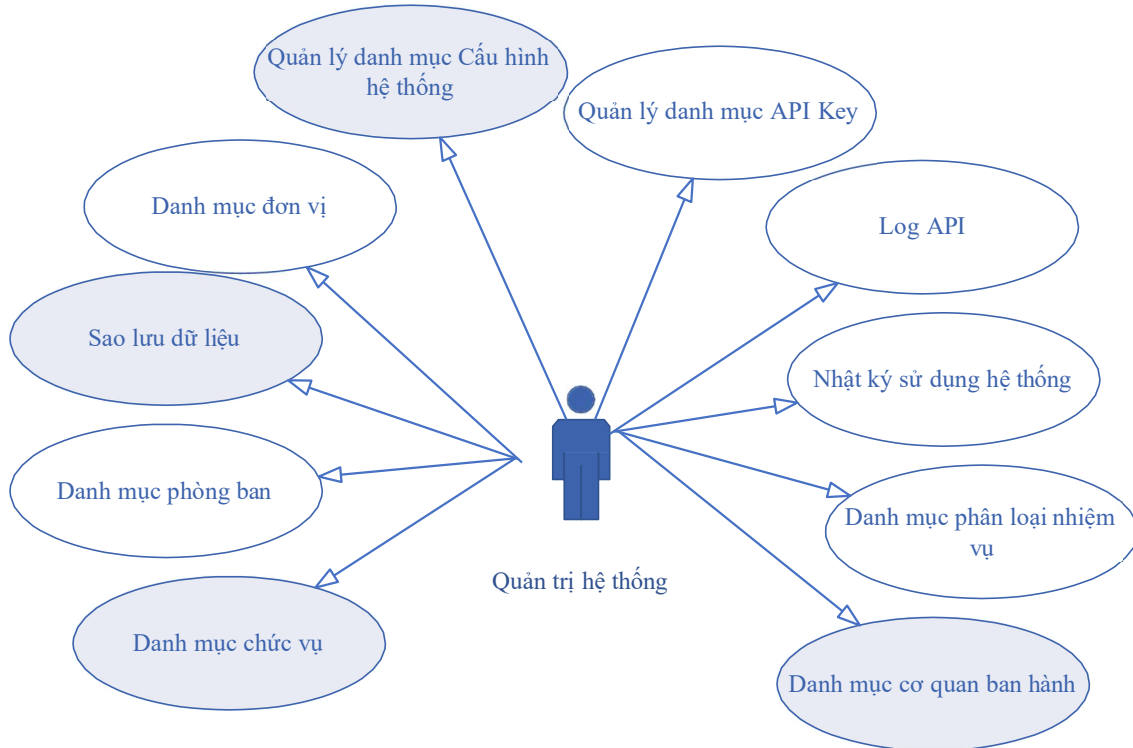 Quản lý danh mục Cấu hình
hệ thống
Quản lý danh mục API Key
Danh mục đơn vị
Log API
Sao lưu dữ liệu
Nhật ký sử dụng hệ thống
Danh mục phòng ban
Danh mục phân loại nhiệm
vụ
Quản trị hệ thống
Danh mục chức vụ
Danh mục cơ quan ban hành